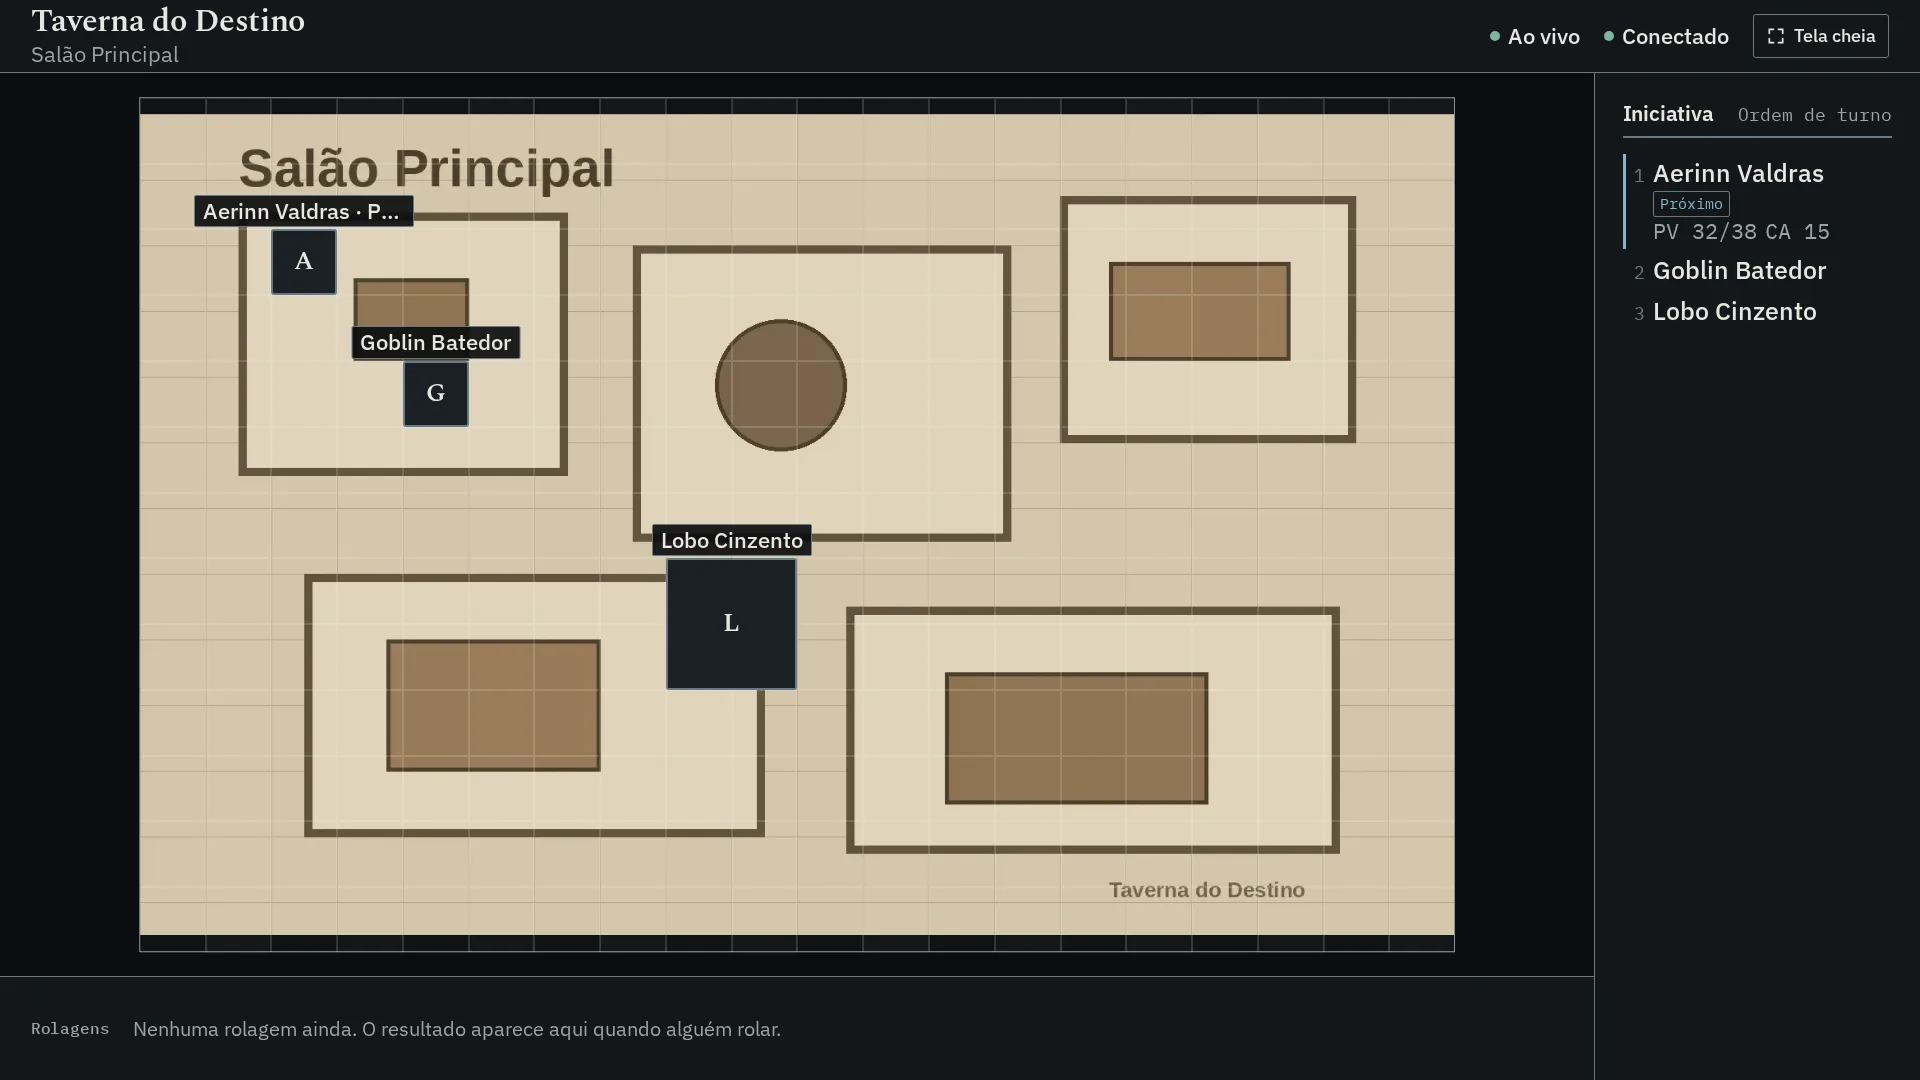 Taverna do Destino
Salão Principal
Ao vivo
Conectado
Tela cheia
Salão Principal
Aerinn Valdras · P...
A
Goblin Batedor
G
Lobo Cinzento
L
Taverna do Destino
Iniciativa
Ordem de turno
1 Aerinn Valdras
Próximo
PV 32/38 CA 15
2 Goblin Batedor
3 Lobo Cinzento
Rolagens
Nenhuma rolagem ainda. O resultado aparece aqui quando alguém rolar.